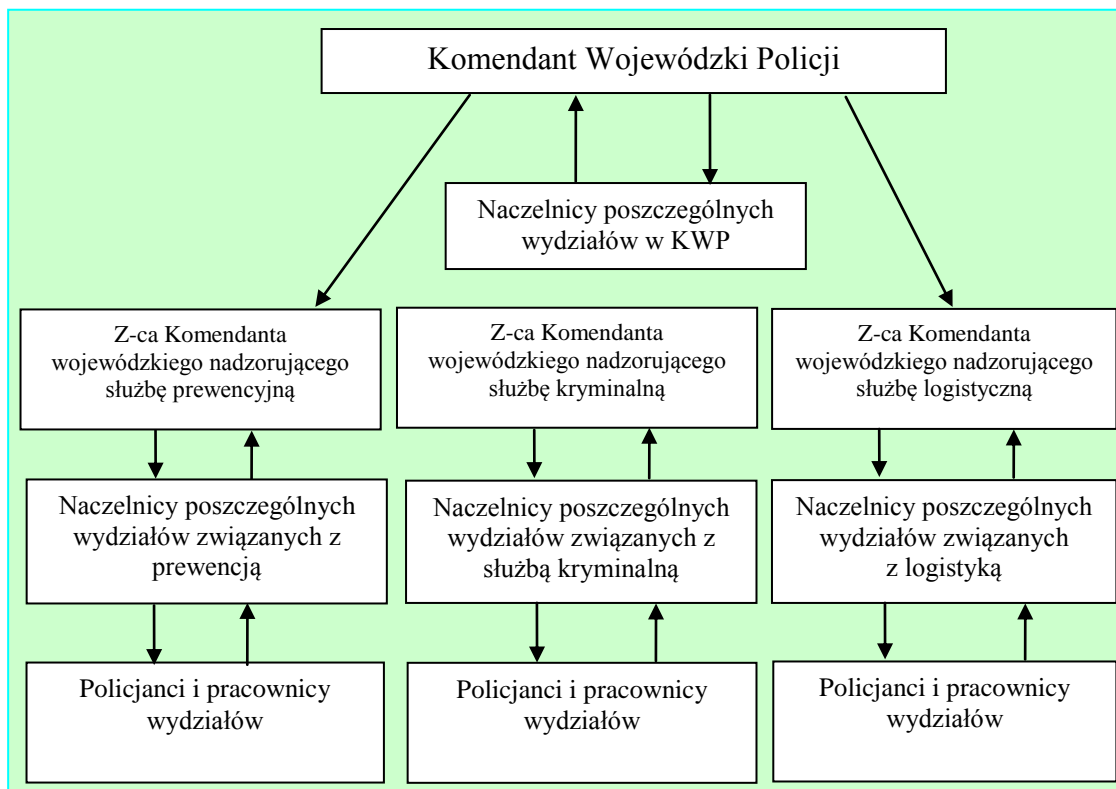 Komendant Wojewódzki Policji
Naczelnicy poszczególnych
wydziałów w KWP
Z-ca Komendanta
wojewódzkiego nadzorującego
służbę prewencyjną
Z-ca Komendanta
wojewódzkiego nadzorującego
służbę kryminalną
Z-ca Komendanta
wojewódzkiego nadzorującego
służbę logistyczną
Naczelnicy poszczególnych
wydziałów związanych z
prewencją
Naczelnicy poszczególnych
wydziałów związanych z
służbą kryminalną
Naczelnicy poszczególnych
wydziałów związanych
z logistyką
Policjanci i pracownicy
wydziałów
Policjanci i pracownicy
wydziałów
Policjanci i pracownicy
wydziałów